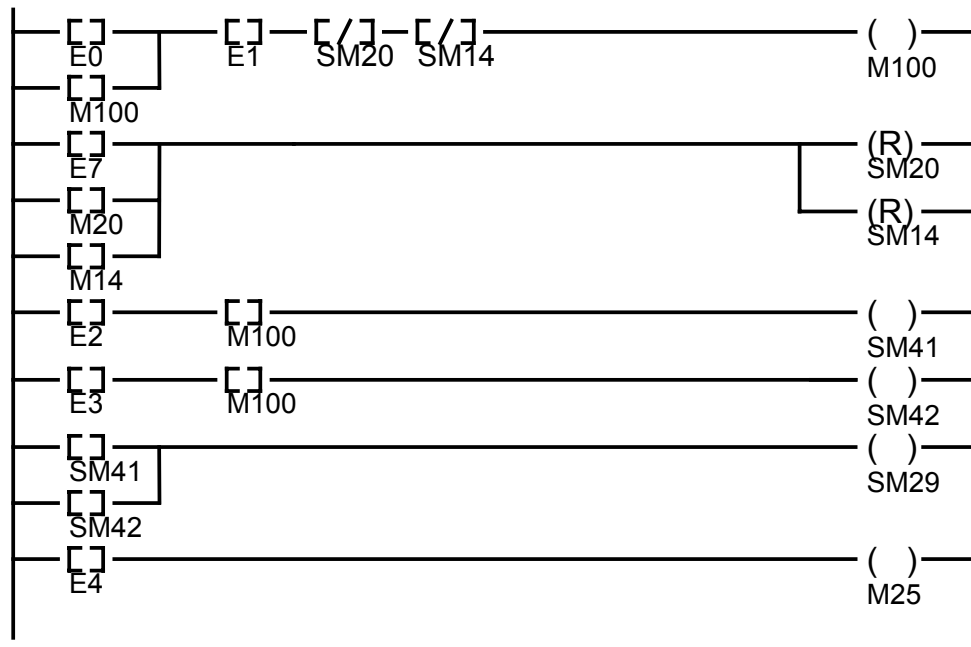 E0 E1 SM20 SM14 ( ) M100
M100
E7 (R) SM20
M20 (R) SM14
M14
E2 M100 ( ) SM41
E3 M100 ( ) SM42
SM41 ( ) SM29
SM42
E4 ( ) M25